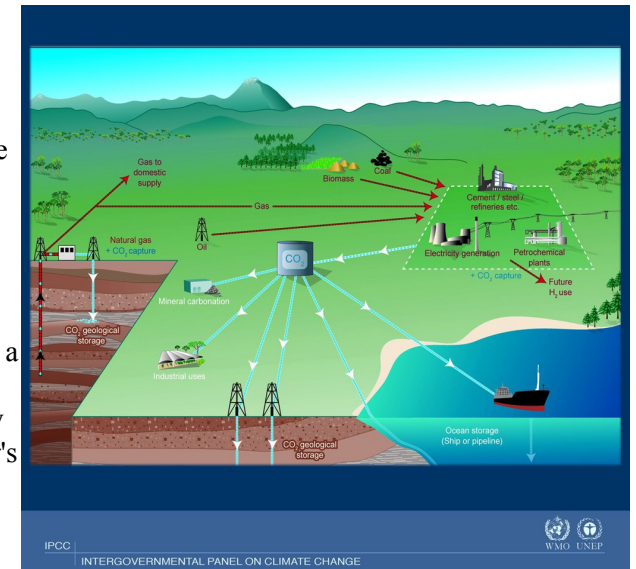 e
a
y
's
Gas to
domestic
supply
Biomass
Coal
Cement / steel /
refineries etc.
Gas
Natural gas
+ CO₂ capture
Oil
Electricity generation
Petrochemical
plants
+ CO₂ capture
Future
H₂ use
CO₂
Mineral carbonation
CO₂ geological
storage
Industrial uses
CO₂ geological
storage
Ocean storage
(Ship or pipeline)
IPCC
INTERGOVERNMENTAL PANEL ON CLIMATE CHANGE
WMO UNEP